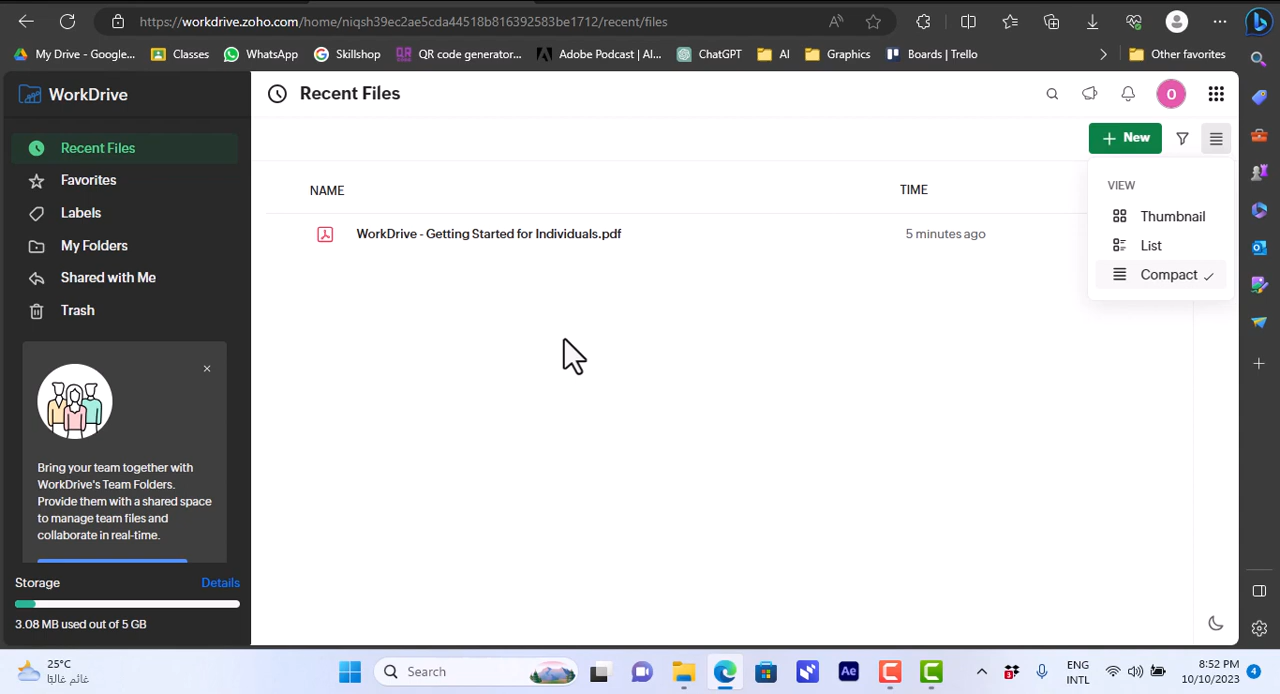 https://workdrive.zoho.com/home/niqsh39ec2ae5cda44518b816392583be1712/recent/files
My Drive - Google...
Classes
WhatsApp
Skillshop
QR code generator...
Adobe Podcast | AI...
ChatGPT
AI
Graphics
Boards | Trello
Other favorites
WorkDrive
Recent Files
O
Recent Files
Favorites
Labels
My Folders
Shared with Me
Trash
New
NAME
TIME
WorkDrive - Getting Started for Individuals.pdf
5 minutes ago
VIEW
Thumbnail
List
Compact
Bring your team together with
WorkDrive's Team Folders.
Provide them with a shared space
to manage team files and
collaborate in real-time.
Storage
Details
3.08 MB used out of 5 GB
25°C
غائم غالبًا
Search
Ae
3
ENG
INTL
8:52 PM
10/10/2023
4